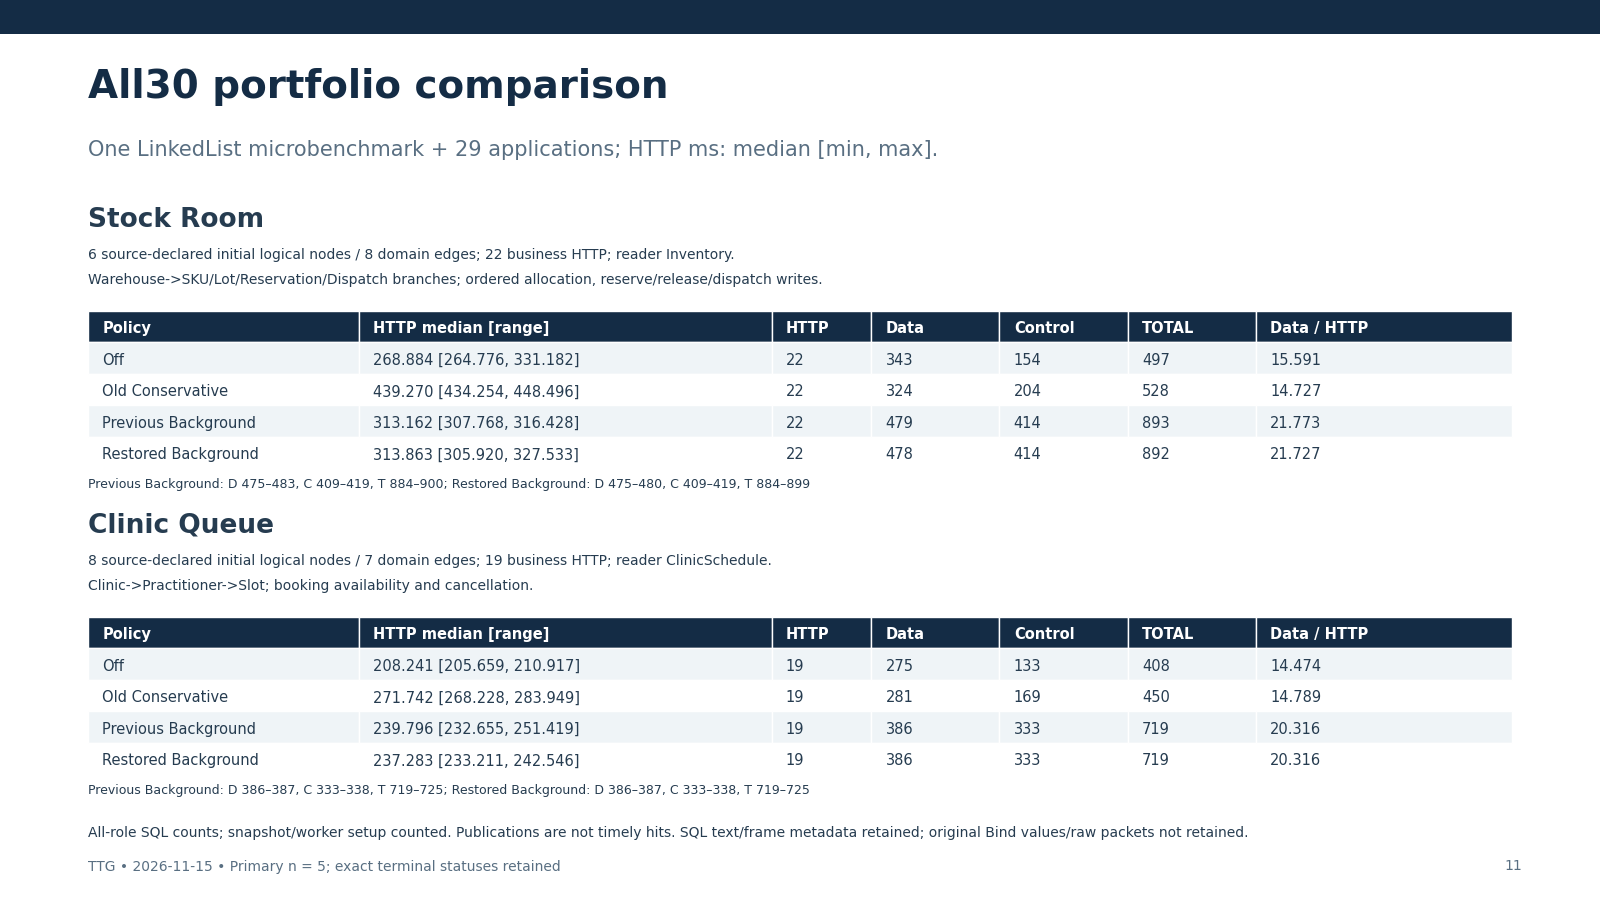 All30 portfolio comparison
One LinkedList microbenchmark + 29 applications; HTTP ms: median [min, max].
Stock Room
6 source-declared initial logical nodes / 8 domain edges; 22 business HTTP; reader Inventory.
Warehouse->SKU/Lot/Reservation/Dispatch branches; ordered allocation, reserve/release/dispatch writes.
Policy HTTP median [range] HTTP Data Control TOTAL Data / HTTP
Off 268.884 [264.776, 331.182] 22 343 154 497 15.591
Old Conservative 439.270 [434.254, 448.496] 22 324 204 528 14.727
Previous Background 313.162 [307.768, 316.428] 22 479 414 893 21.773
Restored Background 313.863 [305.920, 327.533] 22 478 414 892 21.727
Previous Background: D 475–483, C 409–419, T 884–900; Restored Background: D 475–480, C 409–419, T 884–899
Clinic Queue
8 source-declared initial logical nodes / 7 domain edges; 19 business HTTP; reader ClinicSchedule.
Clinic->Practitioner->Slot; booking availability and cancellation.
Policy HTTP median [range] HTTP Data Control TOTAL Data / HTTP
Off 208.241 [205.659, 210.917] 19 275 133 408 14.474
Old Conservative 271.742 [268.228, 283.949] 19 281 169 450 14.789
Previous Background 239.796 [232.655, 251.419] 19 386 333 719 20.316
Restored Background 237.283 [233.211, 242.546] 19 386 333 719 20.316
Previous Background: D 386–387, C 333–338, T 719–725; Restored Background: D 386–387, C 333–338, T 719–725
All-role SQL counts; snapshot/worker setup counted. Publications are not timely hits. SQL text/frame metadata retained; original Bind values/raw packets not retained.
TTG • 2026-11-15 • Primary n = 5; exact terminal statuses retained
11